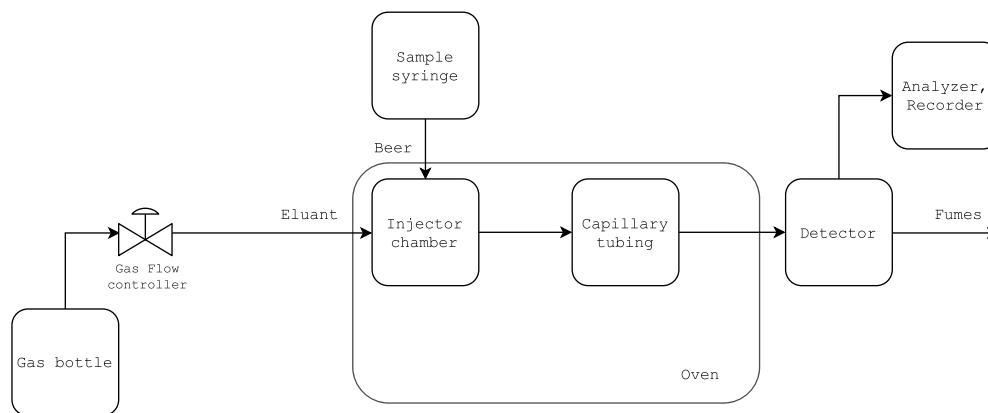 Sample
syringe
Analyzer,
Recorder
Beer
Eluant
Injector
chamber
Capillary
tubing
Detector
Fumes
Gas Flow
controller
Gas bottle
Oven